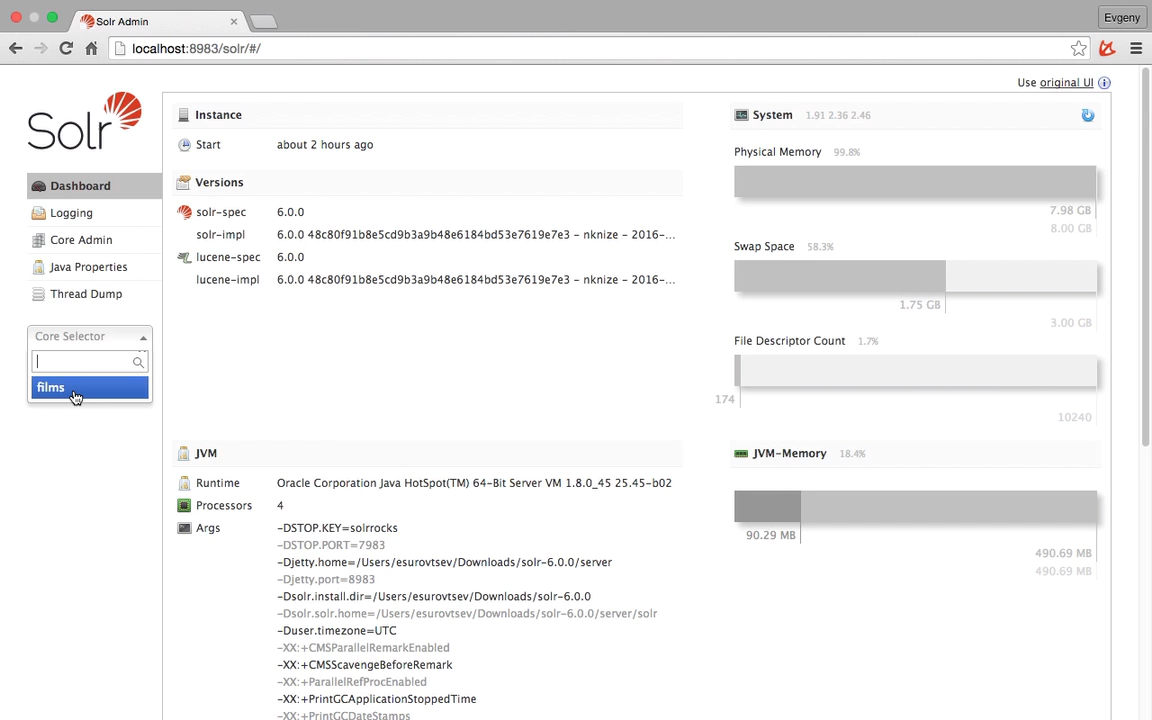 Solr Admin
Evgeny
localhost:8983/solr/#/
Use original UI
Solr
Dashboard
Logging
Core Admin
Java Properties
Thread Dump
Core Selector
films
Instance
Start about 2 hours ago
Versions
solr-spec 6.0.0
solr-impl 6.0.0 48c80f91b8e5cd9b3a9b48e6184bd53e7619e7e3 - nknize - 2016-...
lucene-spec 6.0.0
lucene-impl 6.0.0 48c80f91b8e5cd9b3a9b48e6184bd53e7619e7e3 - nknize - 2016-...
System 1.91 2.36 2.46
Physical Memory 99.8%
7.98 GB
8.00 GB
Swap Space 58.3%
1.75 GB
3.00 GB
File Descriptor Count 1.7%
174
10240
JVM
Runtime Oracle Corporation Java HotSpot(TM) 64-Bit Server VM 1.8.0_45 25.45-b02
Processors 4
Args -DSTOP.KEY=solrrocks
-DSTOP.PORT=7983
-Djetty.home=/Users/esurovtsev/Downloads/solr-6.0.0/server
-Djetty.port=8983
-Dsolr.install.dir=/Users/esurovtsev/Downloads/solr-6.0.0
-Dsolr.solr.home=/Users/esurovtsev/Downloads/solr-6.0.0/server/solr
-Duser.timezone=UTC
-XX:+CMSParallelRemarkEnabled
-XX:+CMSScavengeBeforeRemark
-XX:+ParallelRefProcEnabled
-XX:+PrintGCApplicationStoppedTime
-XX:+PrintGCDateStamps
JVM-Memory 18.4%
90.29 MB
490.69 MB
490.69 MB